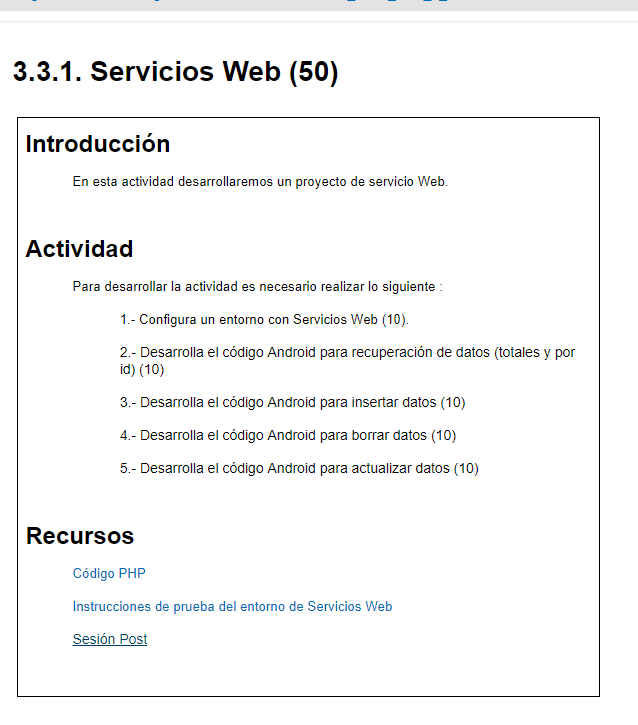 3.3.1. Servicios Web (50)
Introducción
En esta actividad desarrollaremos un proyecto de servicio Web.
Actividad
Para desarrollar la actividad es necesario realizar lo siguiente :
1.- Configura un entorno con Servicios Web (10).
2.- Desarrolla el código Android para recuperación de datos (totales y por
id) (10)
3.- Desarrolla el código Android para insertar datos (10)
4.- Desarrolla el código Android para borrar datos (10)
5.- Desarrolla el código Android para actualizar datos (10)
Recursos
Código PHP
Instrucciones de prueba del entorno de Servicios Web
Sesión Post